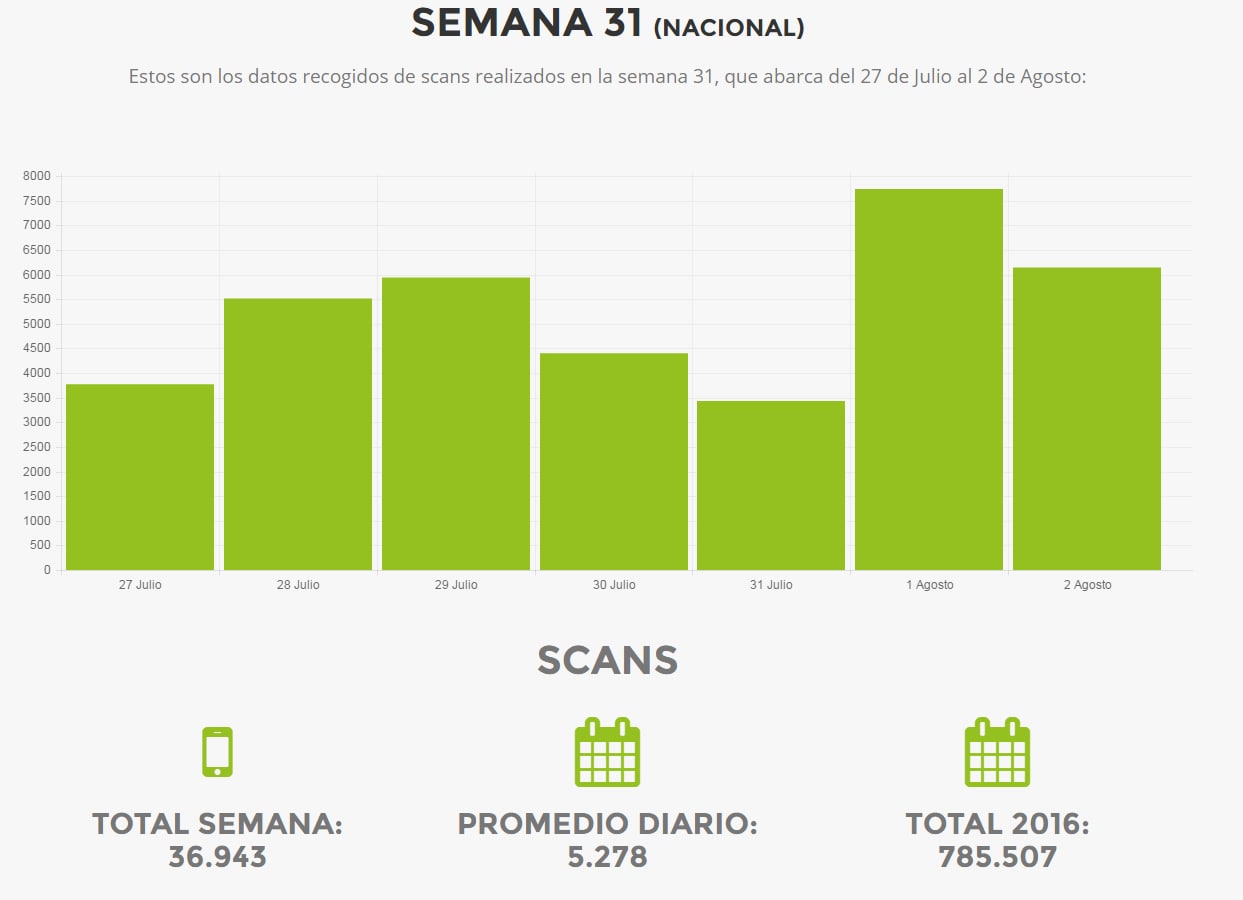 SEMANA 31 (NACIONAL)
Estos son los datos recogidos de scans realizados en la semana 31, que abarca del 27 de Julio al 2 de Agosto:
8000
7500
7000
6500
6000
5500
5000
4500
4000
3500
3000
2500
2000
1500
1000
500
0
27 Julio 28 Julio 29 Julio 30 Julio 31 Julio 1 Agosto 2 Agosto
SCANS
TOTAL SEMANA:
36.943
PROMEDIO DIARIO:
5.278
TOTAL 2016:
785.507